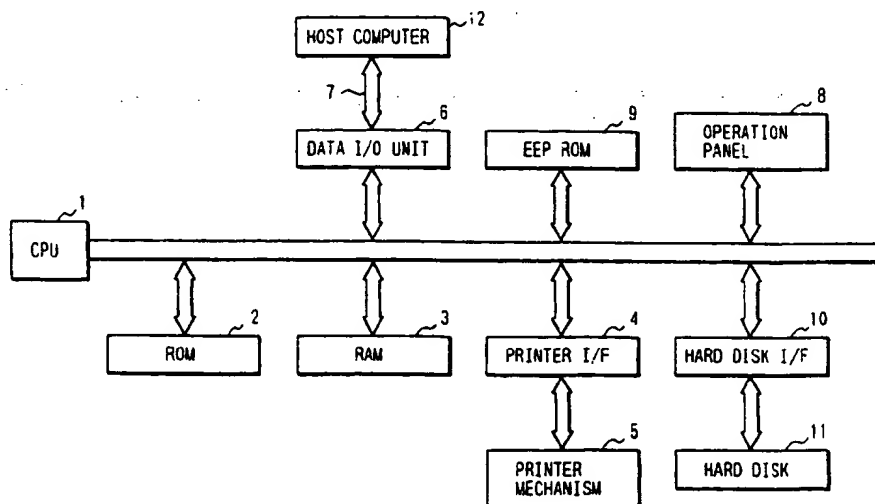 HOST COMPUTER
12
7
6
DATA I/O UNIT
9
EEP ROM
8
OPERATION
PANEL
1
CPU
2
ROM
3
RAM
4
PRINTER I/F
10
HARD DISK I/F
5
PRINTER
MECHANISM
11
HARD DISK